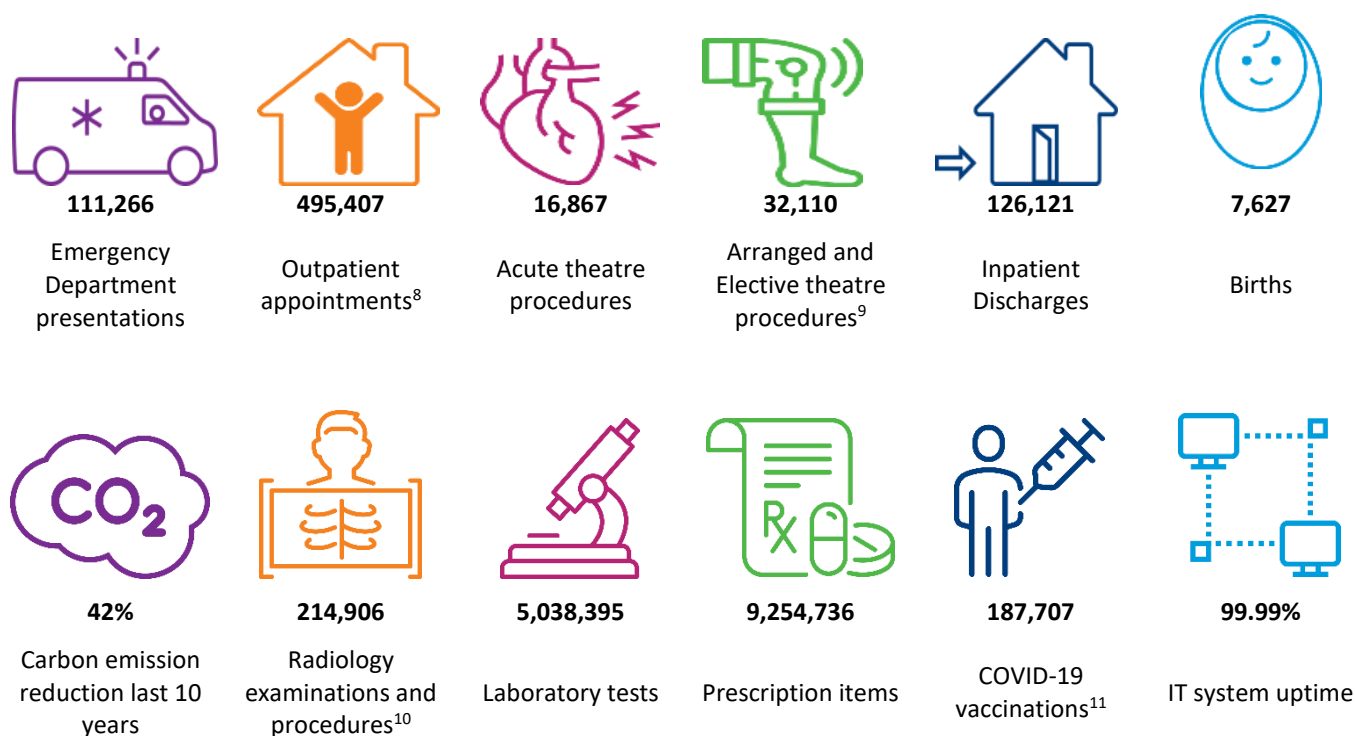 111,266
Emergency
Department
presentations
495,407
Outpatient
appointments⁸
16,867
Acute theatre
procedures
32,110
Arranged and
Elective theatre
procedures⁹
126,121
Inpatient
Discharges
7,627
Births
CO₂
42%
Carbon emission
reduction last 10
years
214,906
Radiology
examinations and
procedures¹⁰
5,038,395
Laboratory tests
Rx
9,254,736
Prescription items
187,707
COVID-19
vaccinations¹¹
99.99%
IT system uptime